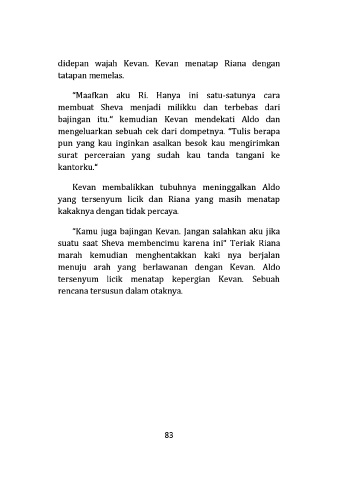 didepan wajah Kevan. Kevan menatap Riana dengan
tatapan memelas.
"Maafkan aku Ri. Hanya ini satu-satunya cara
membuat Sheva menjadi milikku dan terbebas dari
bajingan itu." kemudian Kevan mendekati Aldo dan
mengeluarkan sebuah cek dari dompetnya. "Tulis berapa
pun yang kau inginkan asalkan besok kau mengirimkan
surat perceraian yang sudah kau tanda tangani ke
kantorku."
Kevan membalikkan tubuhnya meninggalkan Aldo
yang tersenyum licik dan Riana yang masih menatap
kakaknya dengan tidak percaya.
"Kamu juga bajingan Kevan. Jangan salahkan aku jika
suatu saat Sheva membencimu karena ini" Teriak Riana
marah kemudian menghentakkan kaki nya berjalan
menuju arah yang berlawanan dengan Kevan. Aldo
tersenyum licik menatap kepergian Kevan. Sebuah
rencana tersusun dalam otaknya.
83